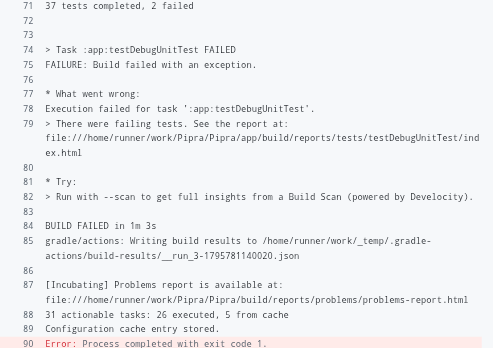 71 37 tests completed, 2 failed
72
73
74 > Task :app:testDebugUnitTest FAILED
75 FAILURE: Build failed with an exception.
76
77 * What went wrong:
78 Execution failed for task ':app:testDebugUnitTest'.
79 > There were failing tests. See the report at:
file:///home/runner/work/Pipra/Pipra/app/build/reports/tests/testDebugUnitTest/ind
ex.html
80
81 * Try:
82 > Run with --scan to get full insights from a Build Scan (powered by Develocity).
83
84 BUILD FAILED in 1m 3s
85 gradle/actions: Writing build results to /home/runner/work/_temp/.gradle-
actions/build-results/__run_3-1795781140020.json
86
87 [Incubating] Problems report is available at:
file:///home/runner/work/Pipra/Pipra/build/reports/problems/problems-report.html
88 31 actionable tasks: 26 executed, 5 from cache
89 Configuration cache entry stored.
90 Error: Process completed with exit code 1.